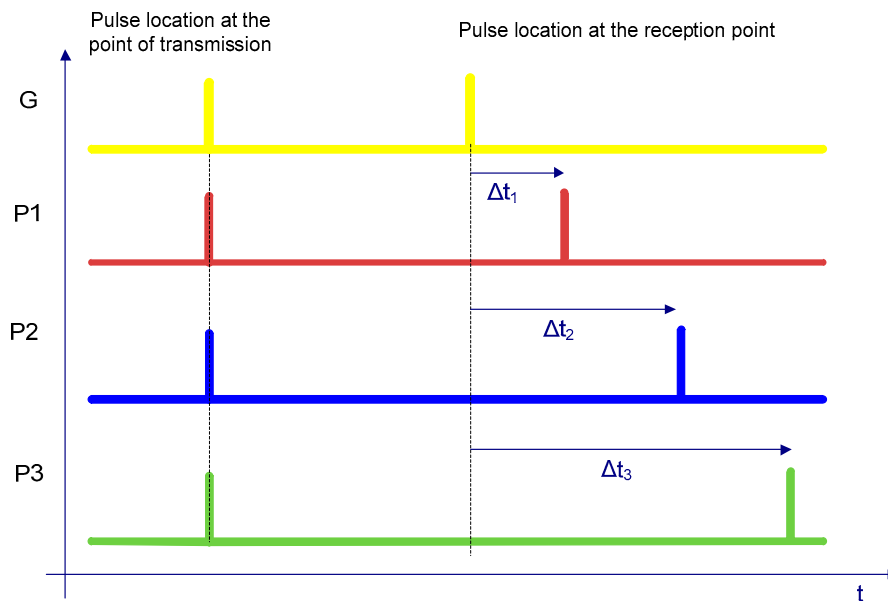 Pulse location at the
point of transmission
Pulse location at the reception point
G
Δt1
P1
P2
Δt2
P3
Δt3
t